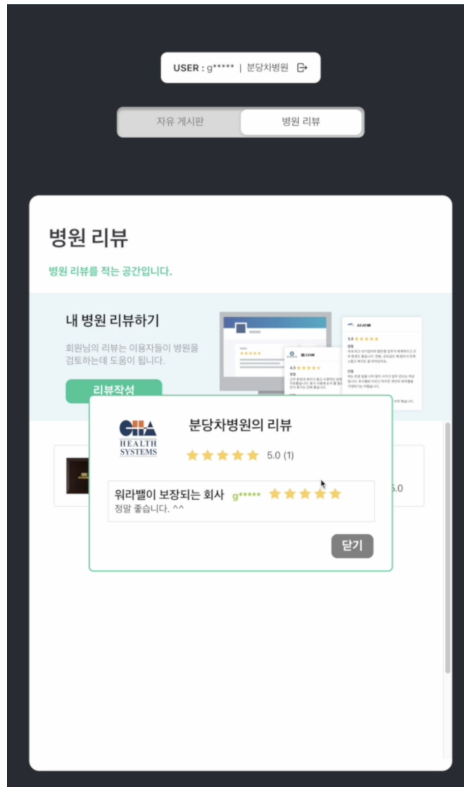 USER : g***** | 분당차병원
자유 게시판
병원 리뷰
병원 리뷰
병원 리뷰를 적는 공간입니다.
내 병원 리뷰하기
회원님의 리뷰는 이용자들이 병원을
검토하는데 도움이 됩니다.
리뷰작성
CHA
HEALTH
SYSTEMS
분당차병원의 리뷰
5.0 (1)
5.0
워라밸이 보장되는 회사 g*****
정말 좋습니다. ^^
닫기